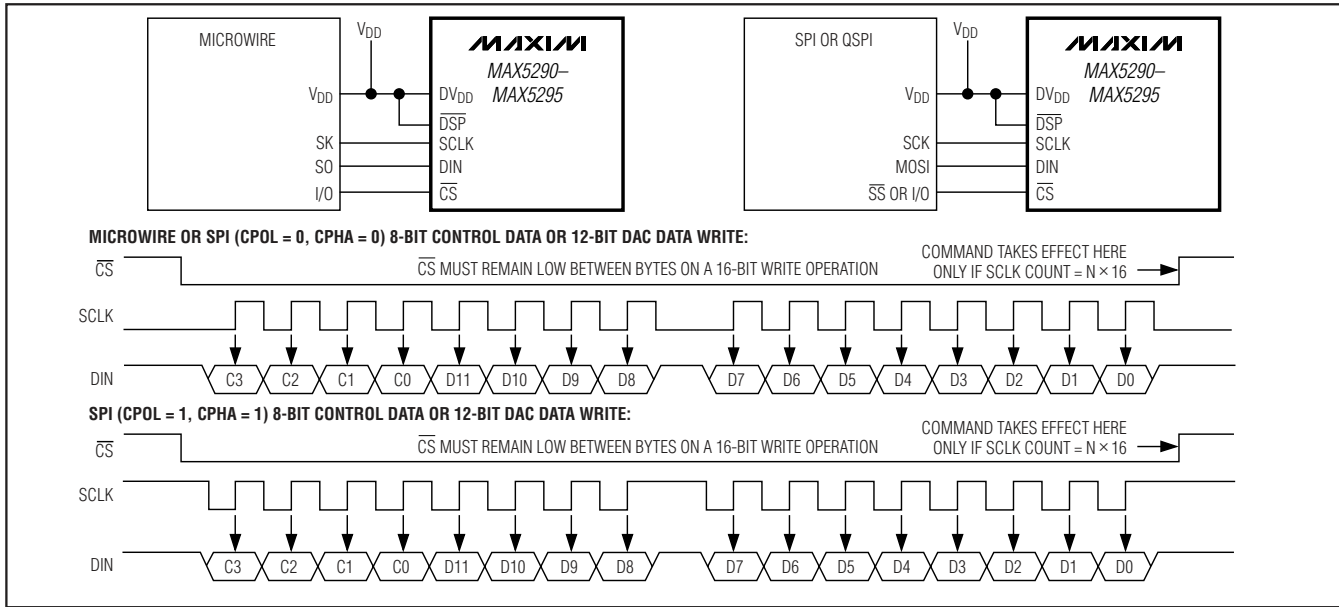 MICROWIRE
VDD
MAXIM
MAX5290–
MAX5295
VDD
DVDD
DSP
SK
SCLK
SO
DIN
I/O
CS
SPI OR QSPI
VDD
MAXIM
MAX5290–
MAX5295
VDD
DVDD
DSP
SCK
SCLK
MOSI
DIN
SS OR I/O
CS
MICROWIRE OR SPI (CPOL = 0, CPHA = 0) 8-BIT CONTROL DATA OR 12-BIT DAC DATA WRITE:
COMMAND TAKES EFFECT HERE
ONLY IF SCLK COUNT = N × 16
CS
CS MUST REMAIN LOW BETWEEN BYTES ON A 16-BIT WRITE OPERATION
SCLK
DIN C3 C2 C1 C0 D11 D10 D9 D8 D7 D6 D5 D4 D3 D2 D1 D0
SPI (CPOL = 1, CPHA = 1) 8-BIT CONTROL DATA OR 12-BIT DAC DATA WRITE:
COMMAND TAKES EFFECT HERE
ONLY IF SCLK COUNT = N × 16
CS
CS MUST REMAIN LOW BETWEEN BYTES ON A 16-BIT WRITE OPERATION
SCLK
DIN C3 C2 C1 C0 D11 D10 D9 D8 D7 D6 D5 D4 D3 D2 D1 D0